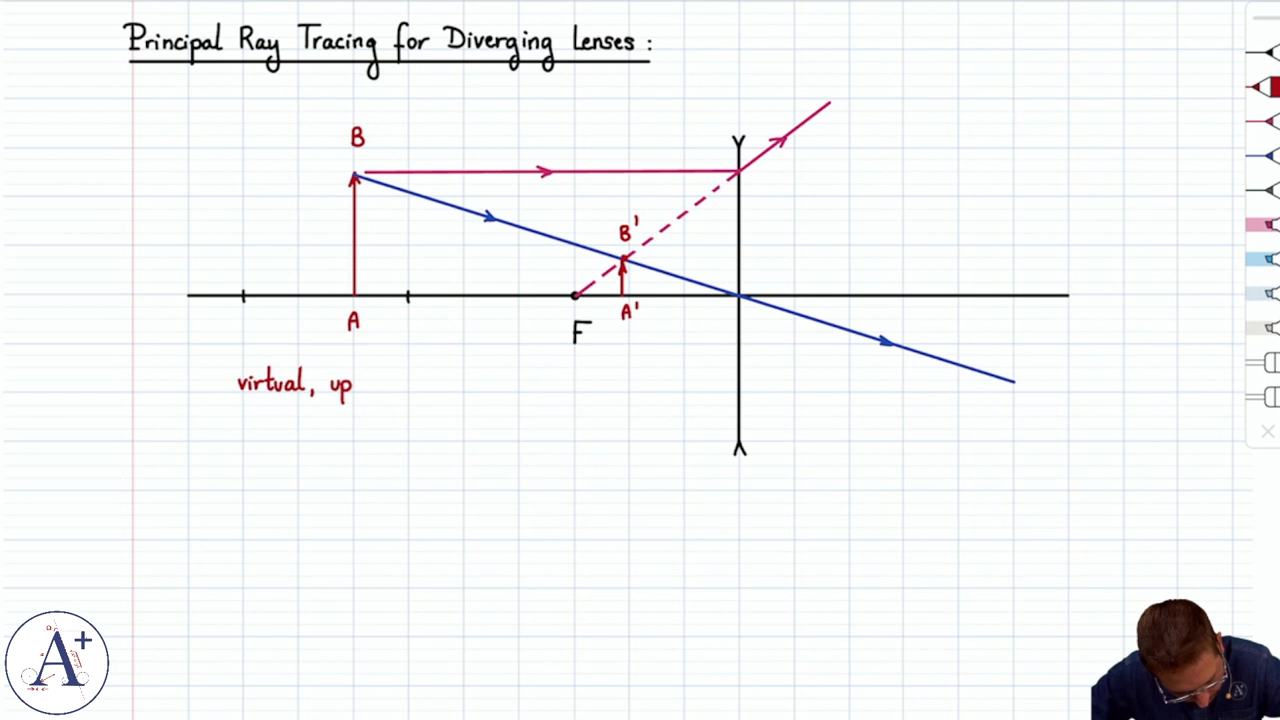 Principal Ray Tracing for Diverging Lenses :
B
B'
A
F
A'
virtual, up
A+